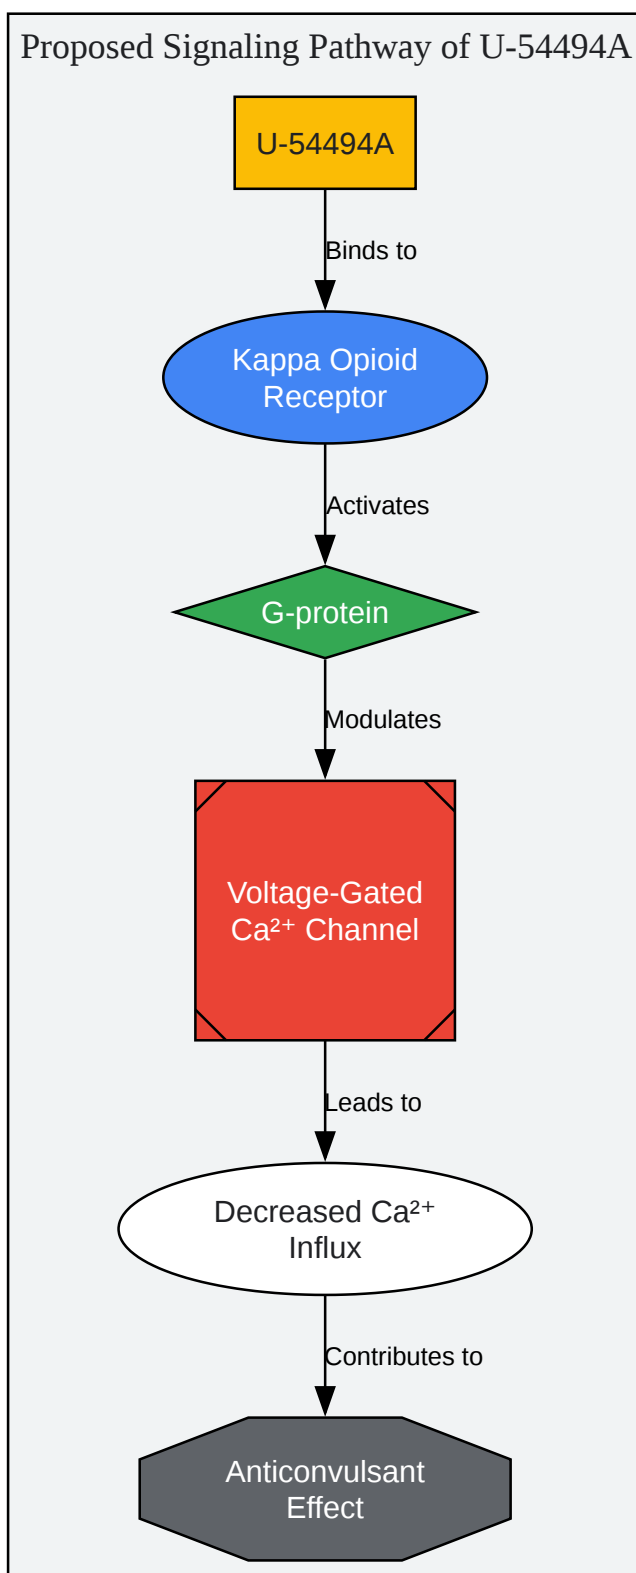 Proposed Signaling Pathway of U-54494A
U-54494A
Binds to
Kappa Opioid
Receptor
Activates
G-protein
Modulates
Voltage-Gated
Ca²⁺ Channel
Leads to
Decreased Ca²⁺
Influx
Contributes to
Anticonvulsant
Effect